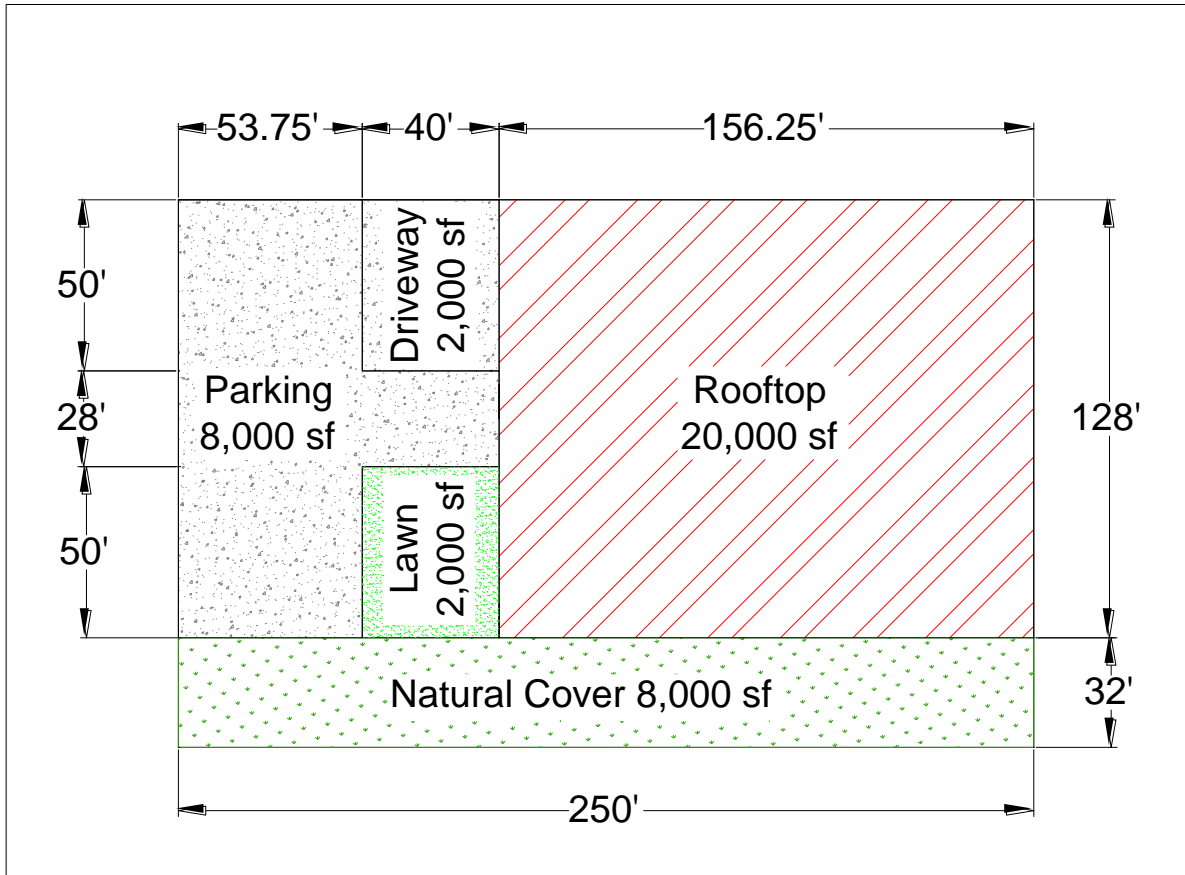 53.75'
40'
156.25'
50'
28'
50'
Parking
8,000 sf
Driveway
2,000 sf
Lawn
2,000 sf
Rooftop
20,000 sf
128'
32'
Natural Cover 8,000 sf
250'